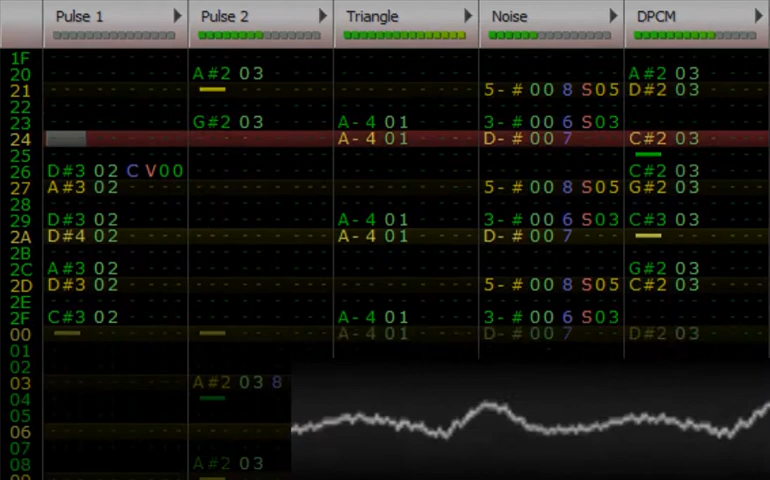 Pulse 1 Pulse 2 Triangle Noise DPCM
1F
20 A#2 03 A#2 03
21 5-# 00 8 S05 D#2 03
22
23 G#2 03 A-4 01 3-# 00 6 S03
24 A-4 01 D-# 00 7 C#2 03
25
26 D#3 02 C V00 C#2 03
27 A#3 02 5-# 00 8 S05 G#2 03
28
29 D#3 02 A-4 01 3-# 00 6 S03 C#3 03
2A D#4 02 A-4 01 D-# 00 7
2B
2C A#3 02 G#2 03
2D D#3 02 5-# 00 8 S05 C#2 03
2E
2F C#3 02 A-4 01 3-# 00 6 S03
00 A-4 01 D-# 00 7 D#2 03
01
02
03 A#2 03 8
04
05
06
07
08 A#2 03